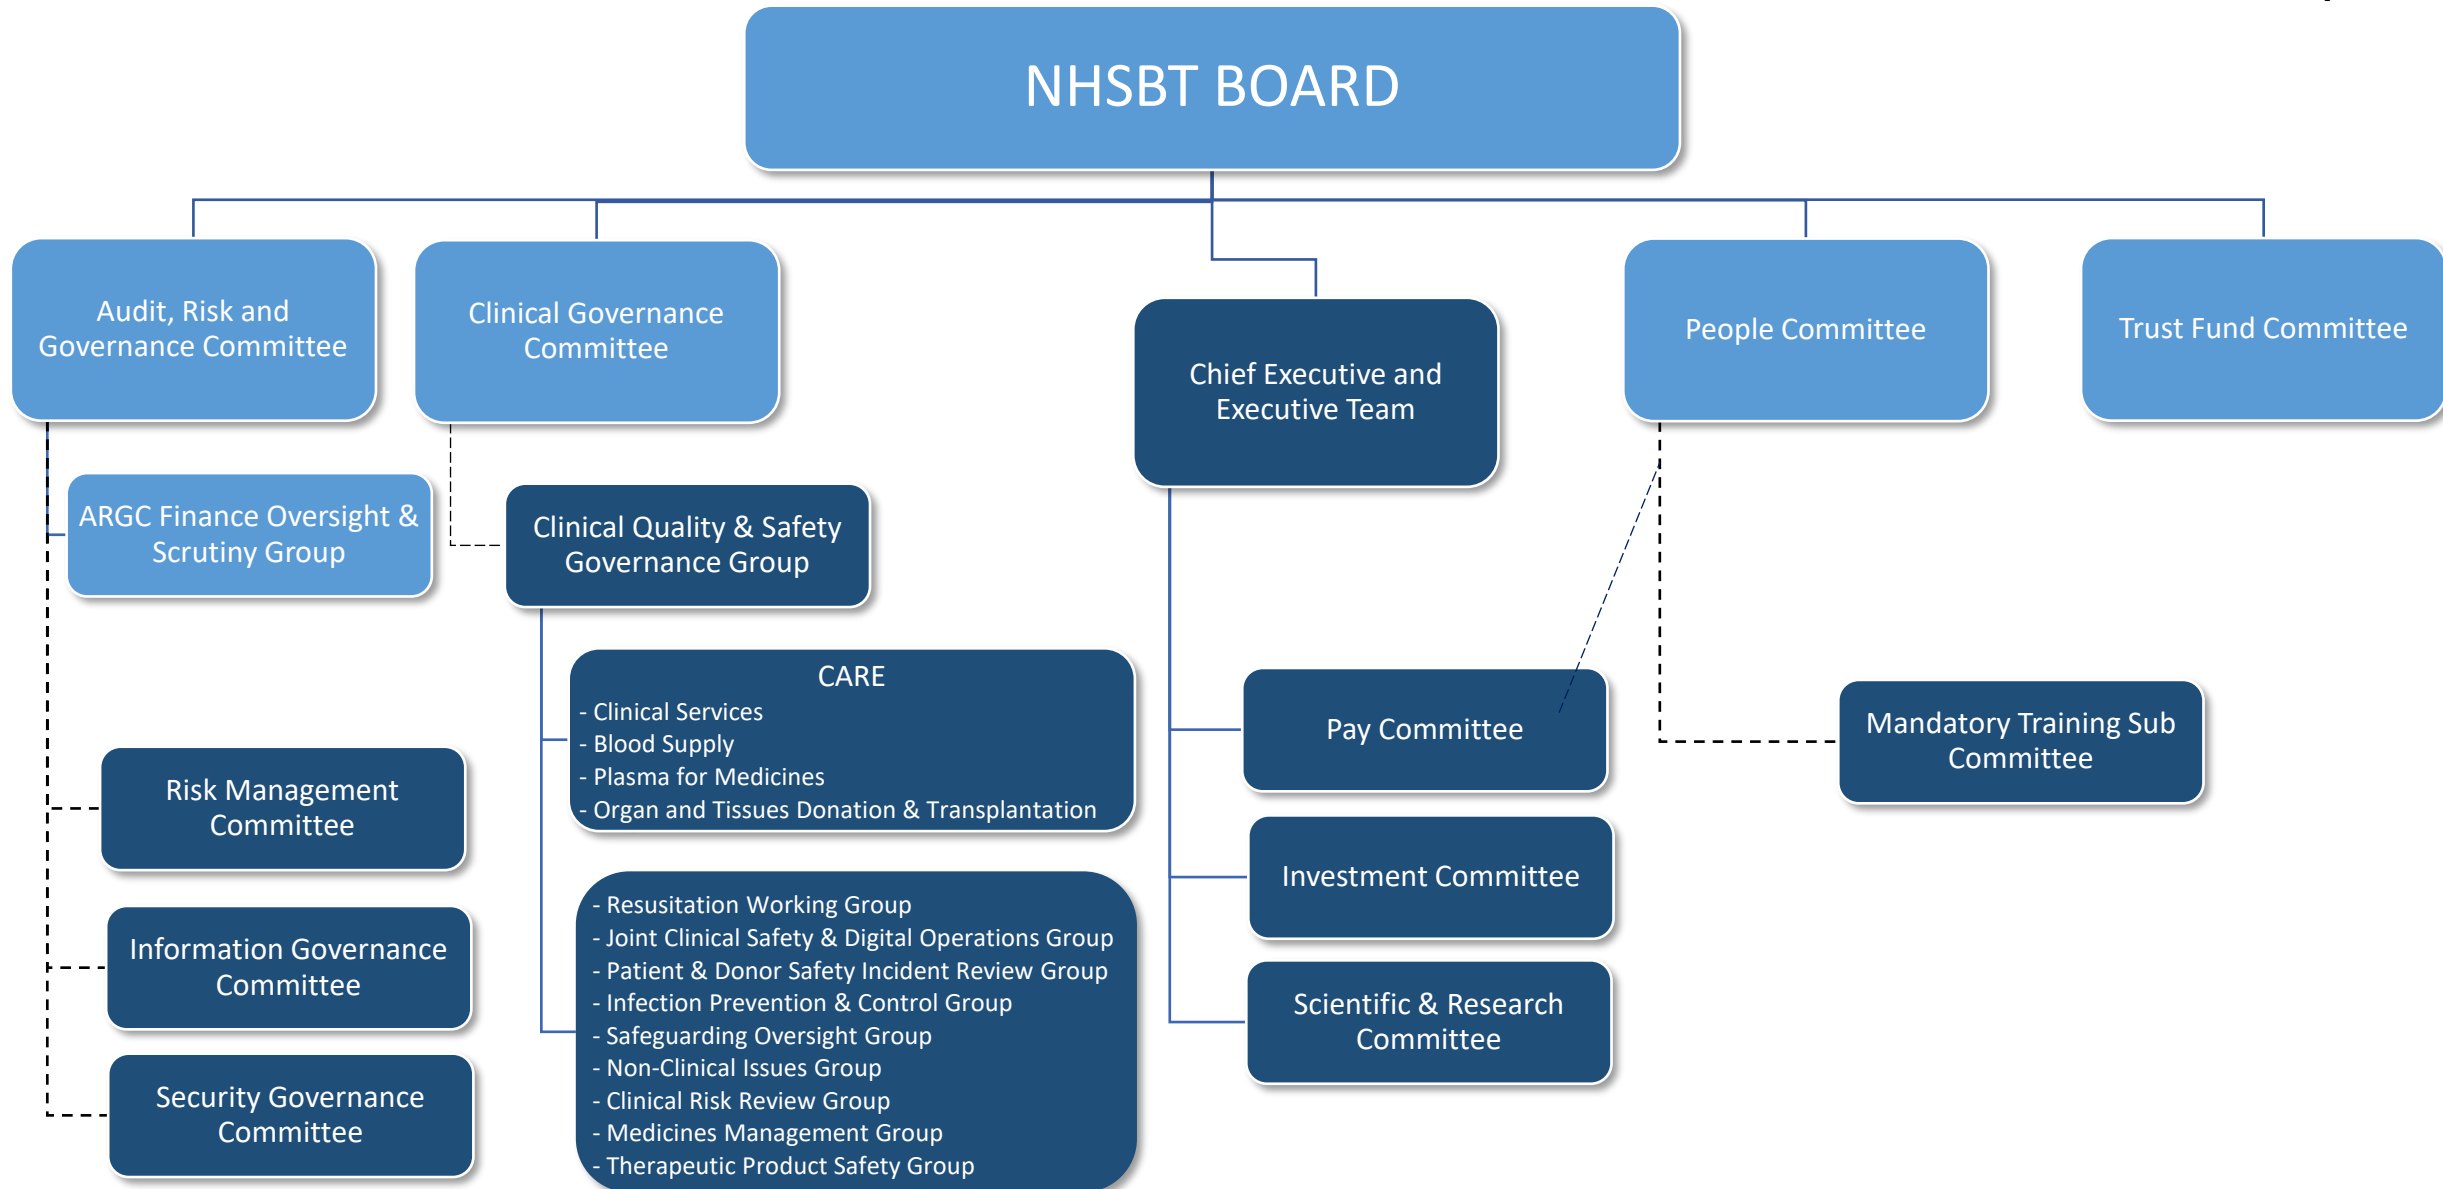 NHSBT BOARD
Audit, Risk and
Governance Committee
Clinical Governance
Committee
Chief Executive and
Executive Team
People Committee
Trust Fund Committee
ARGC Finance Oversight &
Scrutiny Group
Clinical Quality & Safety
Governance Group
CARE
- Clinical Services
- Blood Supply
- Plasma for Medicines
- Organ and Tissues Donation & Transplantation
Pay Committee
Mandatory Training Sub
Committee
Risk Management
Committee
Investment Committee
- Resusitation Working Group
- Joint Clinical Safety & Digital Operations Group
- Patient & Donor Safety Incident Review Group
- Infection Prevention & Control Group
- Safeguarding Oversight Group
- Non-Clinical Issues Group
- Clinical Risk Review Group
- Medicines Management Group
- Therapeutic Product Safety Group
Information Governance
Committee
Scientific & Research
Committee
Security Governance
Committee